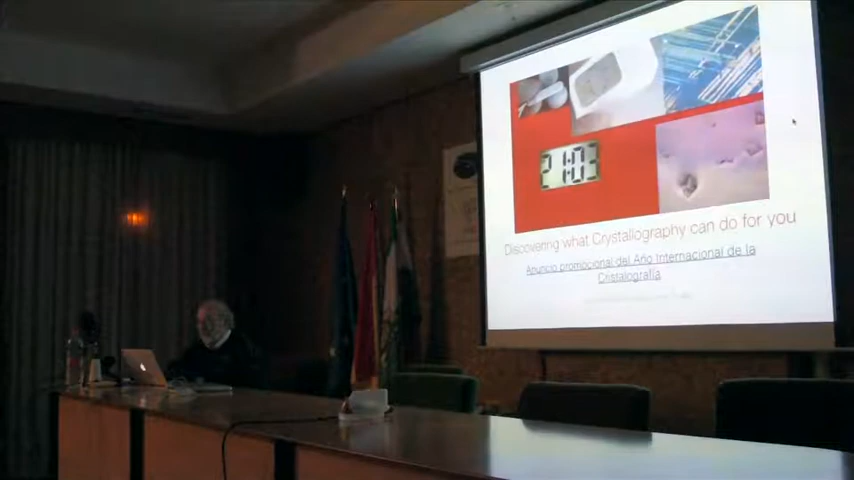 21:03
Discovering what Crystallography can do for you
Anuncio promocional del Año Internacional de la
Cristalografía